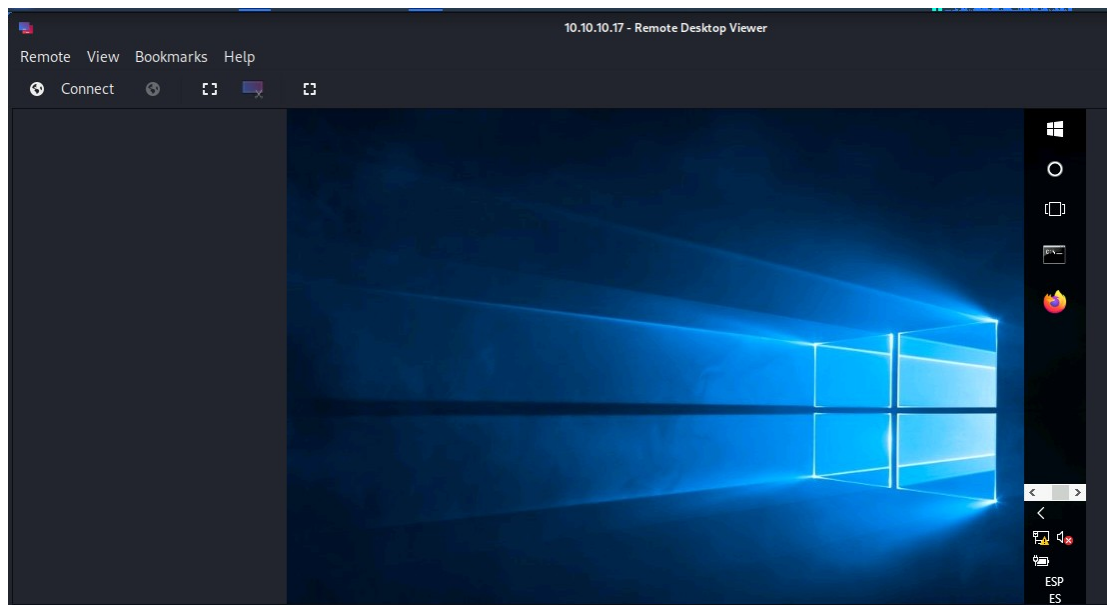 10.10.10.17 - Remote Desktop Viewer
Remote View Bookmarks Help
Connect
ESP
ES